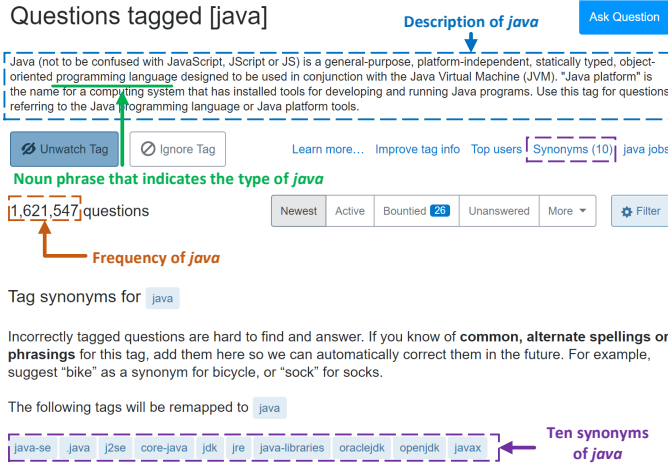 Questions tagged [java]
Description of java
Ask Question
Java (not to be confused with JavaScript, JScript or JS) is a general-purpose, platform-independent, statically typed, object-
oriented programming language designed to be used in conjunction with the Java Virtual Machine (JVM). "Java platform" is
the name for a computing system that has installed tools for developing and running Java programs. Use this tag for questions
referring to the Java programming language or Java platform tools.
Unwatch Tag
Ignore Tag
Learn more… Improve tag info Top users Synonyms (10) java jobs
Noun phrase that indicates the type of java
1,621,547 questions
Newest Active Bountied 26 Unanswered More
Filter
Frequency of java
Tag synonyms for java
Incorrectly tagged questions are hard to find and answer. If you know of common, alternate spellings or
phrasings for this tag, add them here so we can automatically correct them in the future. For example,
suggest “bike” as a synonym for bicycle, or “sock” for socks.
The following tags will be remapped to java
java-se .java j2se core-java jdk jre java-libraries oraclejdk openjdk javax
Ten synonyms
of java